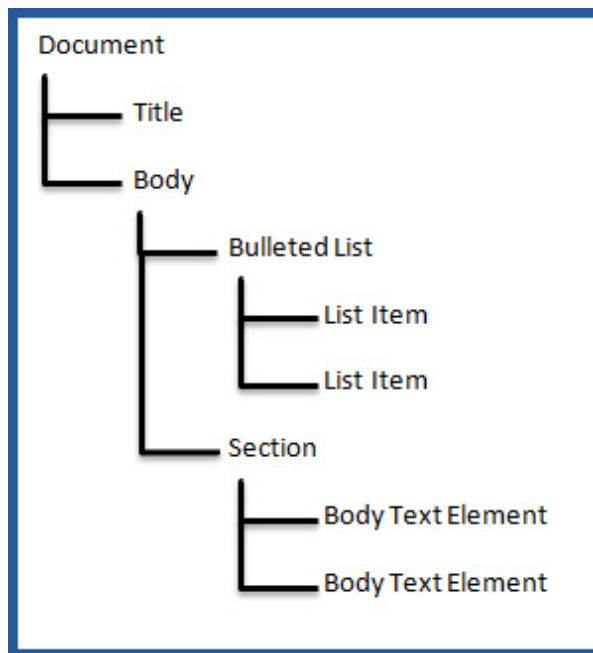 Document
Title
Body
Bulleted List
List Item
List Item
Section
Body Text Element
Body Text Element